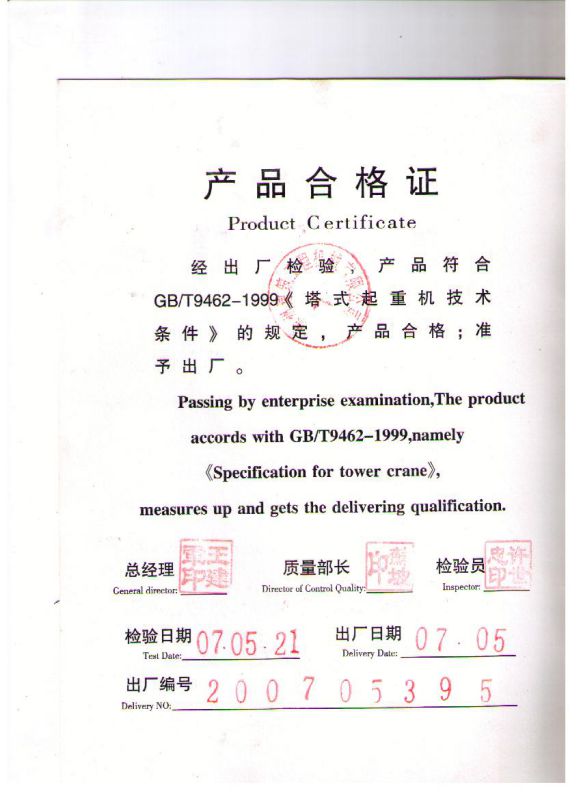 产品合格证
Product Certificate
经出厂检验，产品符合
GB/T9462-1999《塔式起重机技术
条件》的规定，产品合格；准
予出厂。
Passing by enterprise examination,The product
accords with GB/T9462-1999,namely
《Specification for tower crane》,
measures up and gets the delivering qualification.
总经理
General director:
质量部长
Director of Control Quality:
检验员
Inspector:
检验日期 07.05.21
Test Date:
出厂日期 07.05
Delivery Date:
出厂编号 200705395
Delivery NO: